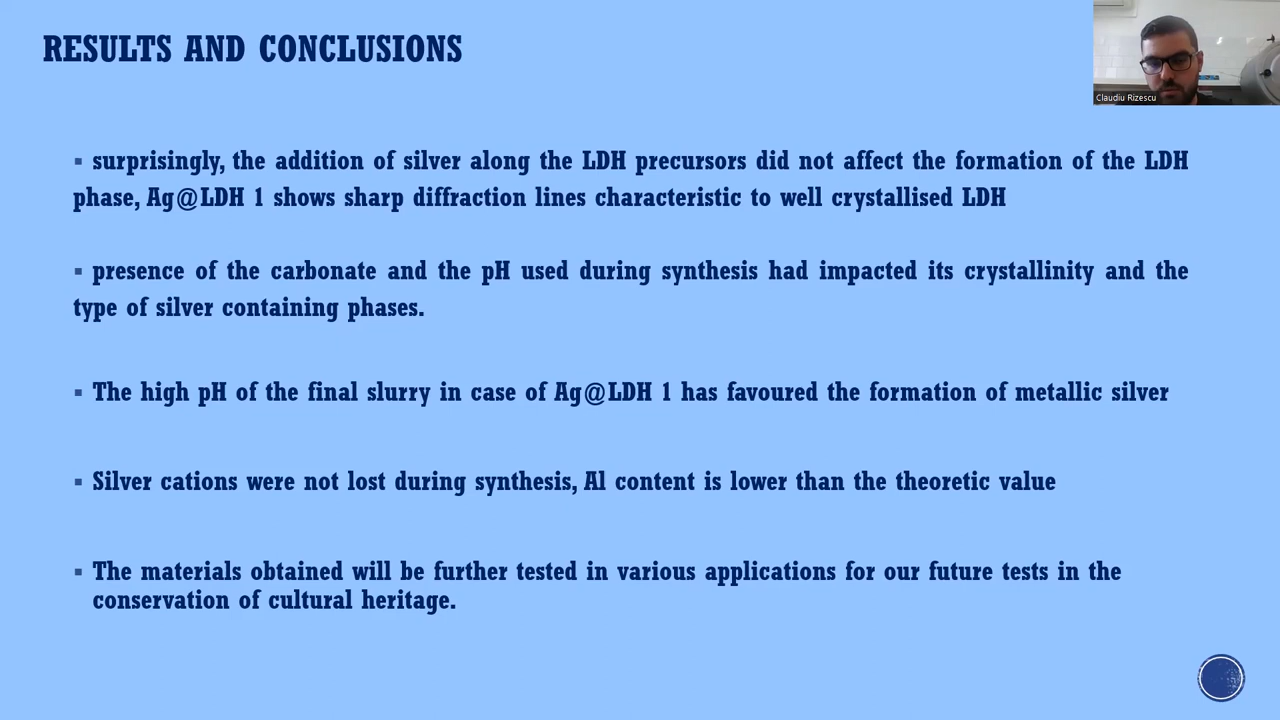 RESULTS AND CONCLUSIONS
Claudiu Rizescu
▪ surprisingly, the addition of silver along the LDH precursors did not affect the formation of the LDH
phase, Ag@LDH 1 shows sharp diffraction lines characteristic to well crystallised LDH
▪ presence of the carbonate and the pH used during synthesis had impacted its crystallinity and the
type of silver containing phases.
▪ The high pH of the final slurry in case of Ag@LDH 1 has favoured the formation of metallic silver
▪ Silver cations were not lost during synthesis, Al content is lower than the theoretic value
▪ The materials obtained will be further tested in various applications for our future tests in the
conservation of cultural heritage.